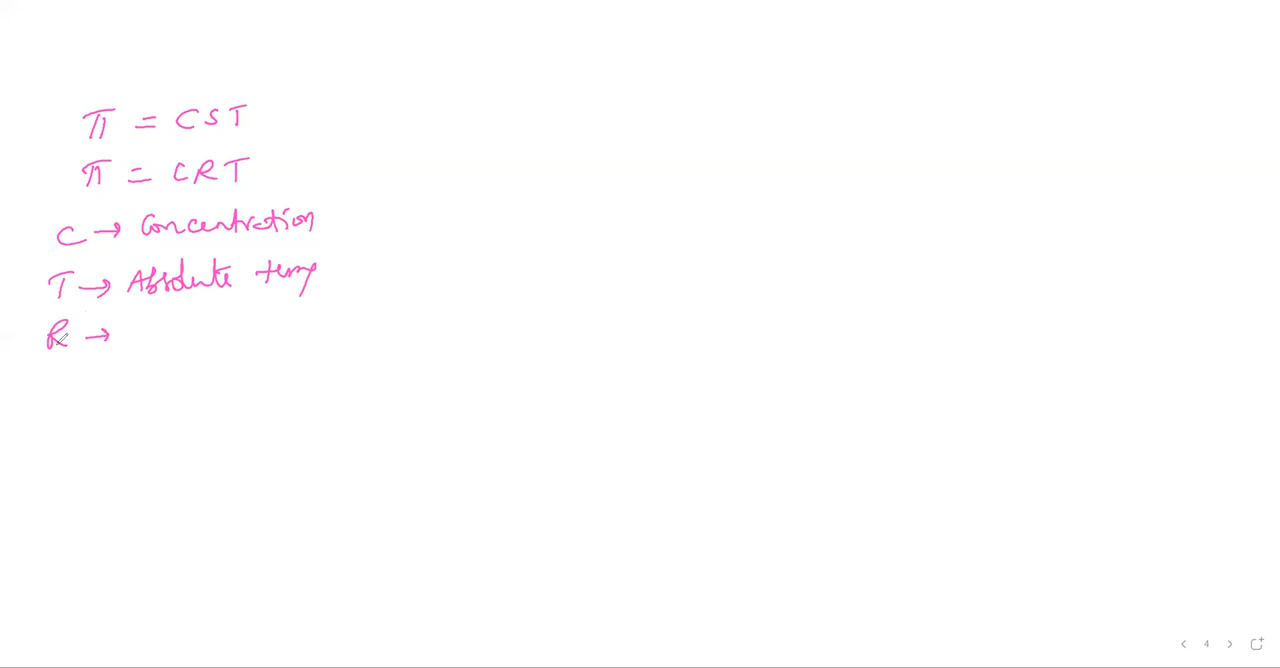 π = CST
π = CRT
C → Concentration
T → Absolute temp
R →
4